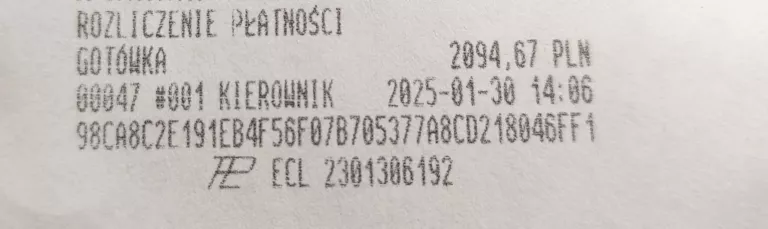 ROZLICZENIE PŁATNOŚCI
GOTÓWKA 2094,67 PLN
00047 #001 KIEROWNIK 2025-01-30 14:06
98CA8C2E191EB4F56F07B705377A8CD218046FF1
ECL 2301306192